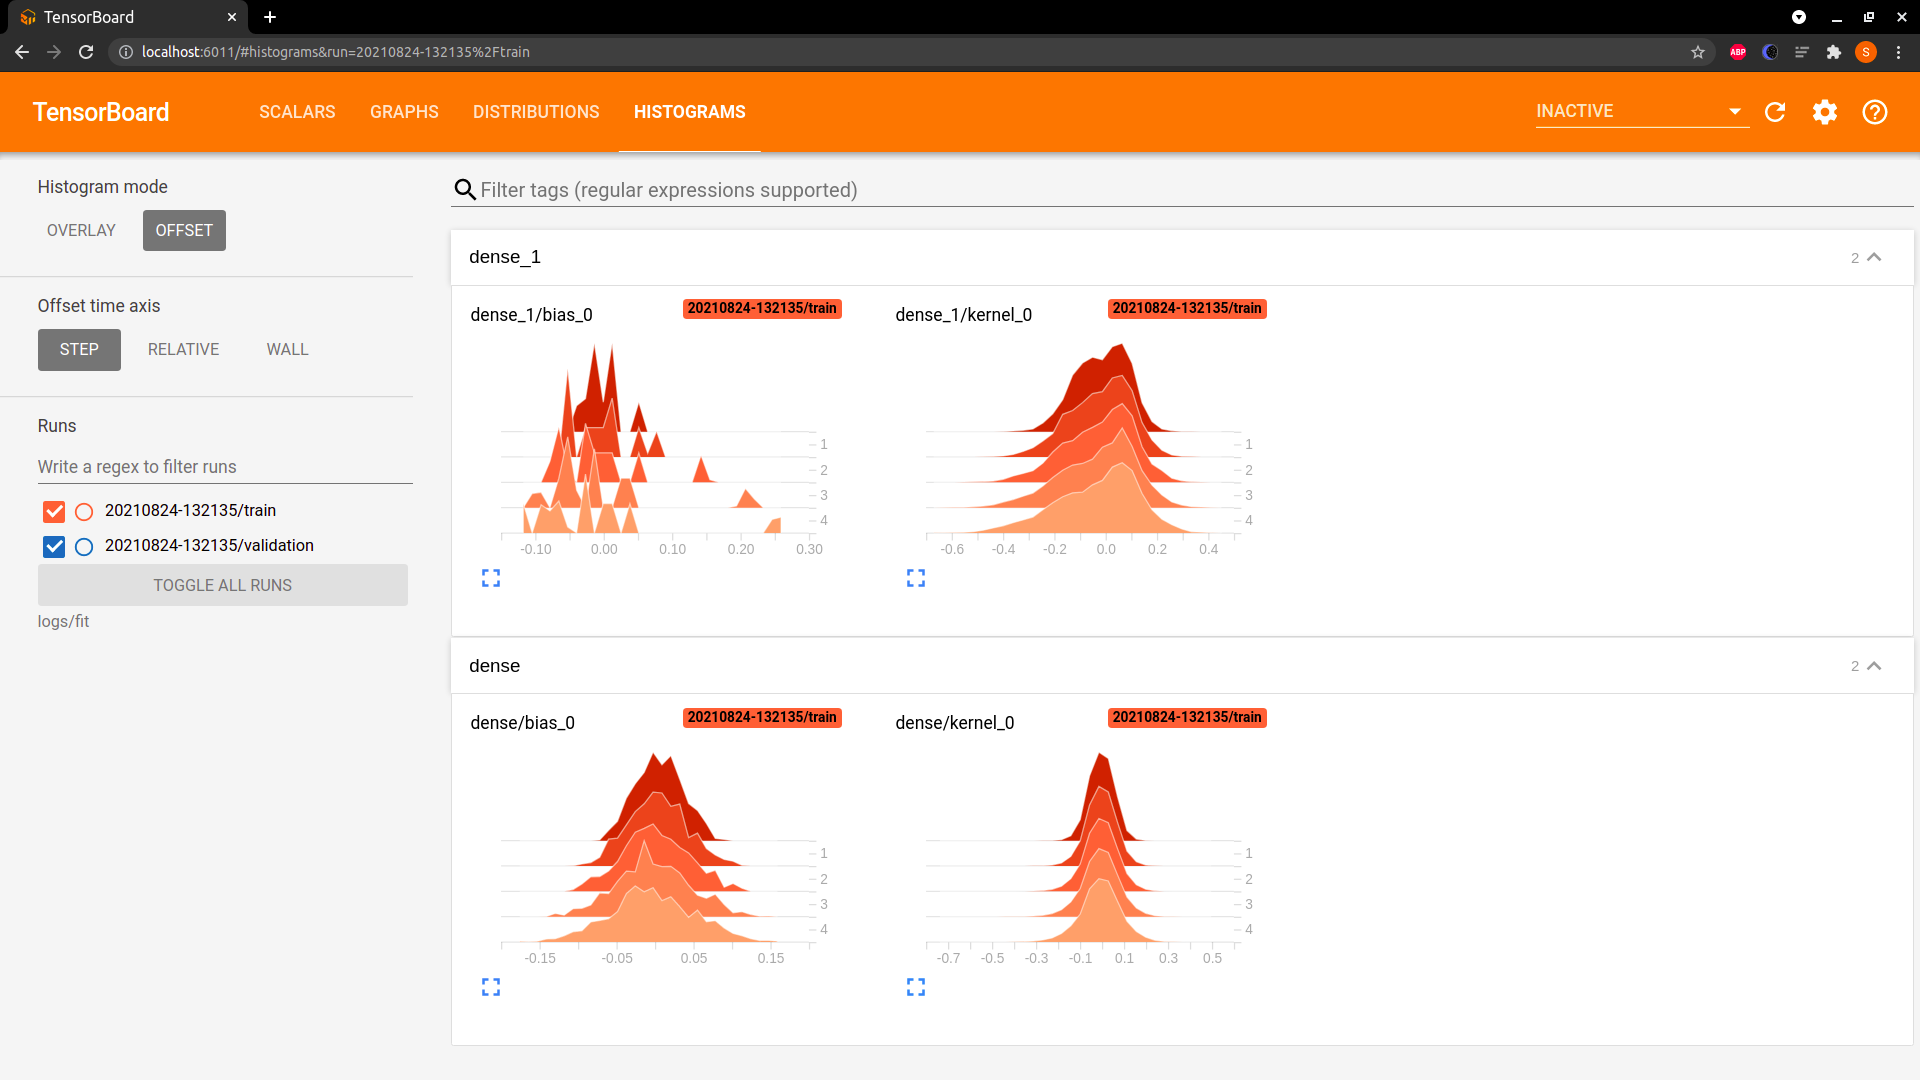 TensorBoard
localhost:6011/#histograms&run=20210824-132135%2Ftrain
ABP
S
TensorBoard
SCALARS
GRAPHS
DISTRIBUTIONS
HISTOGRAMS
INACTIVE
Histogram mode
OVERLAY
OFFSET
Offset time axis
STEP
RELATIVE
WALL
Runs
Write a regex to filter runs
20210824-132135/train
20210824-132135/validation
TOGGLE ALL RUNS
logs/fit
Filter tags (regular expressions supported)
dense_1
2
dense_1/bias_0
20210824-132135/train
1
2
3
4
-0.10 0.00 0.10 0.20 0.30
dense_1/kernel_0
20210824-132135/train
1
2
3
4
-0.6 -0.4 -0.2 0.0 0.2 0.4
dense
2
dense/bias_0
20210824-132135/train
1
2
3
4
-0.15 -0.05 0.05 0.15
dense/kernel_0
20210824-132135/train
1
2
3
4
-0.7 -0.5 -0.3 -0.1 0.1 0.3 0.5